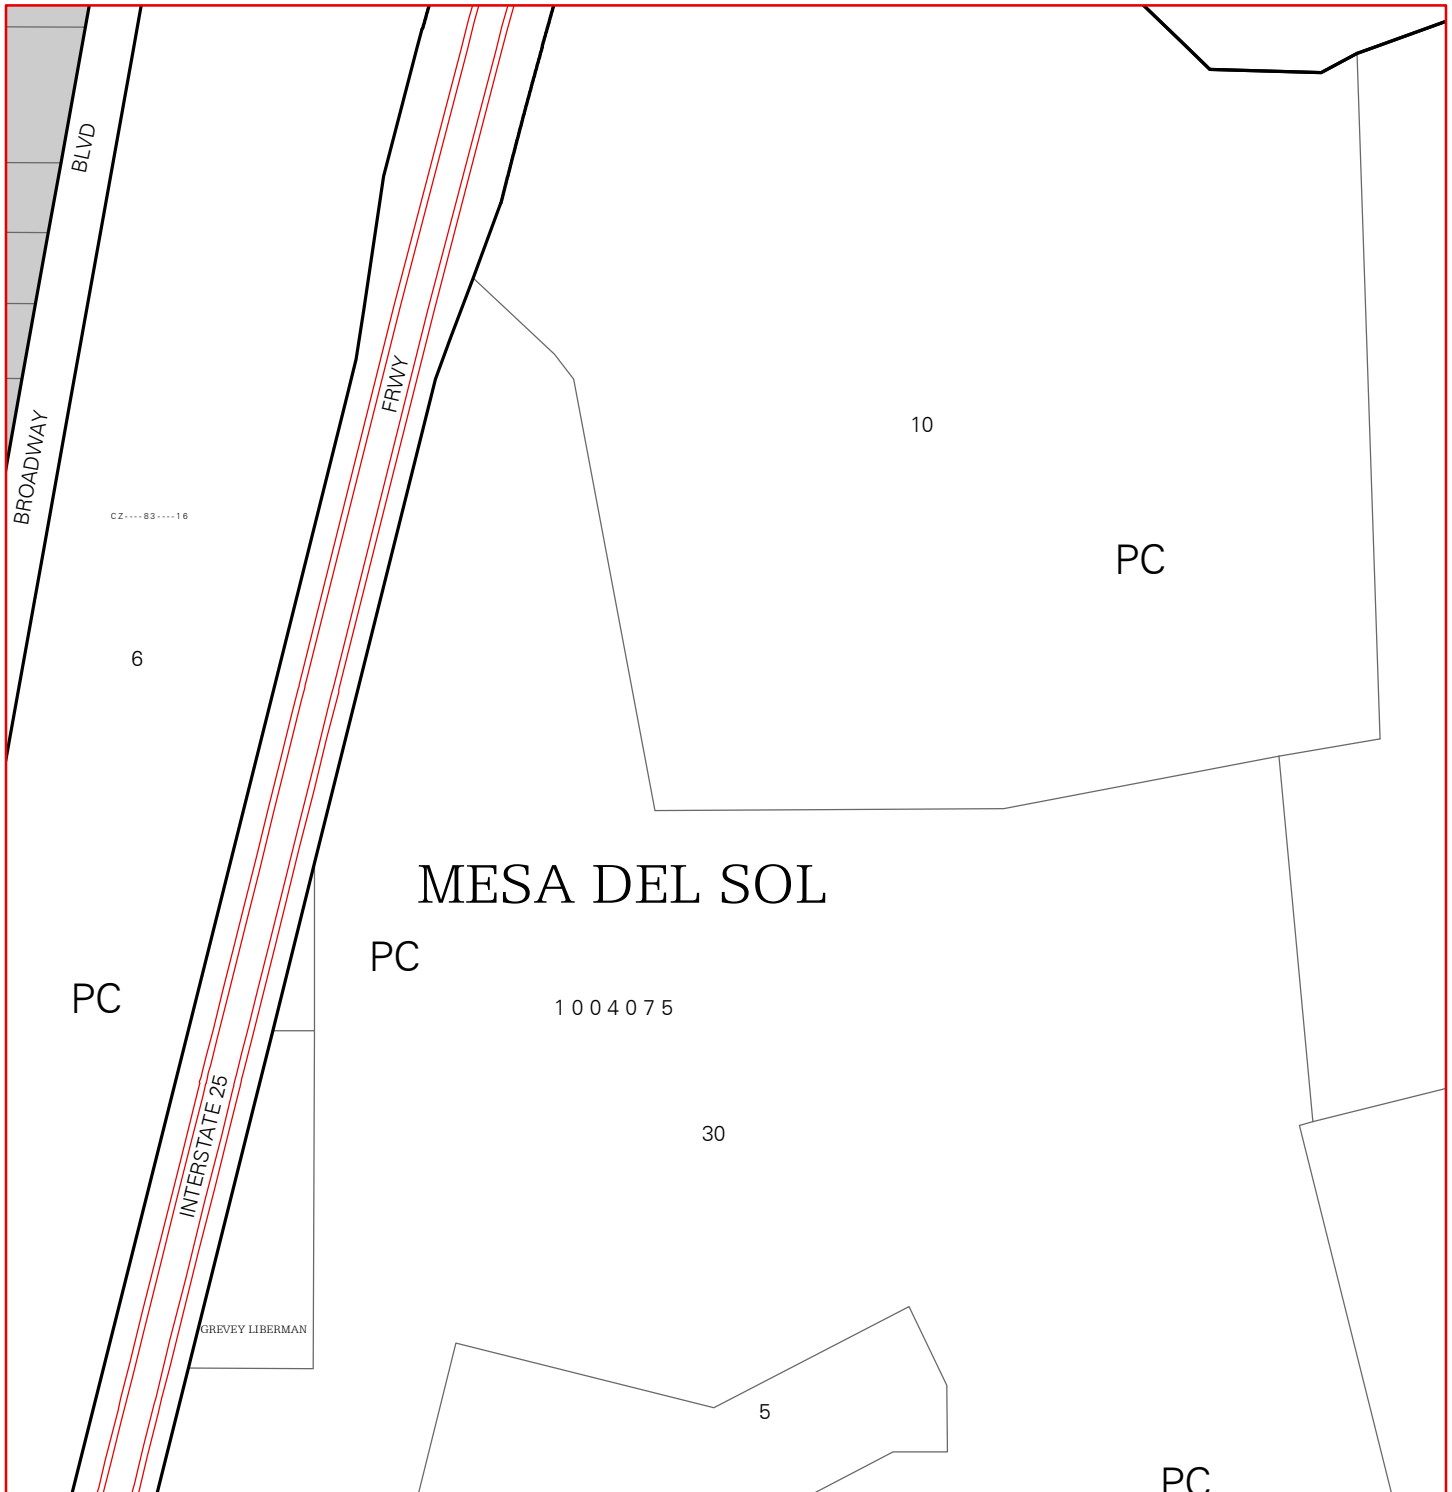 BLVD
FRWY
BROADWAY
10
CZ----83----16
PC
6
MESA DEL SOL
PC
PC
1004075
INTERSTATE 25
30
GREVEY LIBERMAN
5
PC